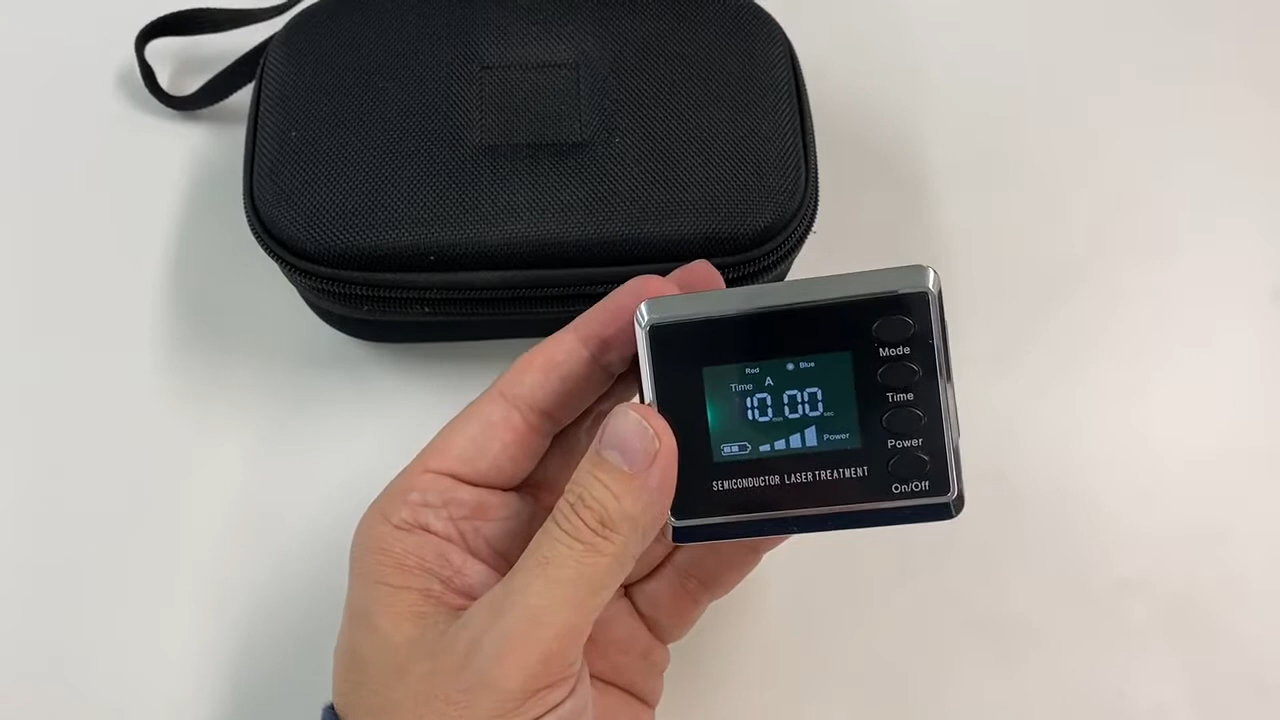 Red Blue
Time A
10 min 00 sec
Power
SEMICONDUCTOR LASER TREATMENT
Mode
Time
Power
On/Off